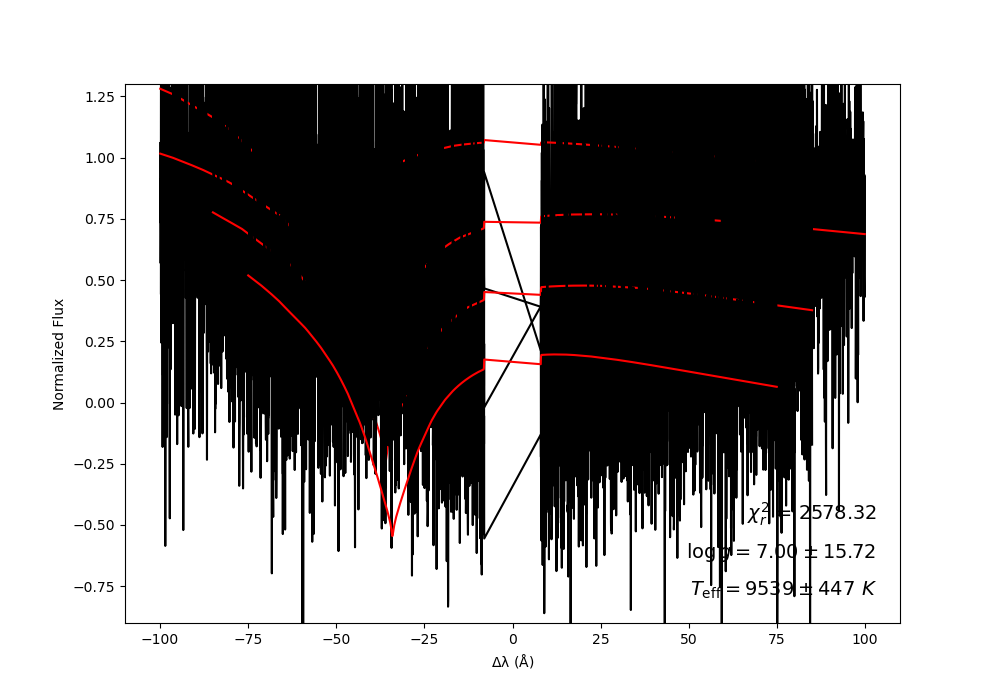 1.25
1.00
0.75
0.50
0.25
0.00
−0.25
−0.50
−0.75
Normalized Flux
χ²ᵣ = 2578.32
log g = 7.00 ± 15.72
T_eff = 9539 ± 447 K
−100 −75 −50 −25 0 25 50 75 100
Δλ (Å)